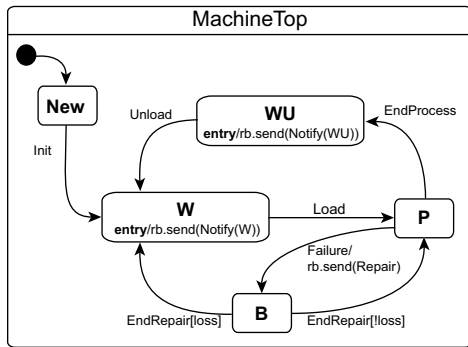 MachineTop
New
WU
entry/rb.send(Notify(WU))
Unload
EndProcess
Init
W
entry/rb.send(Notify(W))
Load
P
Failure/
rb.send(Repair)
EndRepair[loss]
B
EndRepair[!loss]